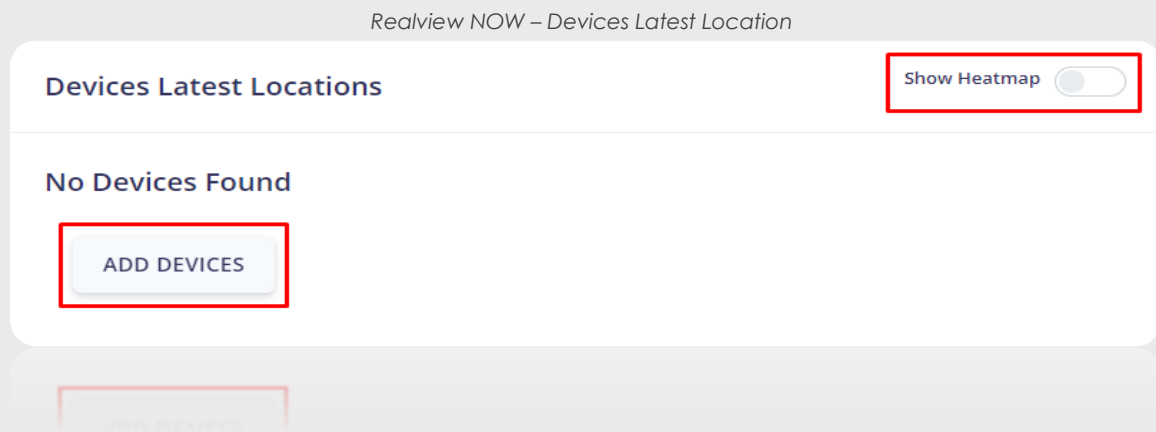 Realview NOW – Devices Latest Location
Devices Latest Locations
Show Heatmap
No Devices Found
ADD DEVICES